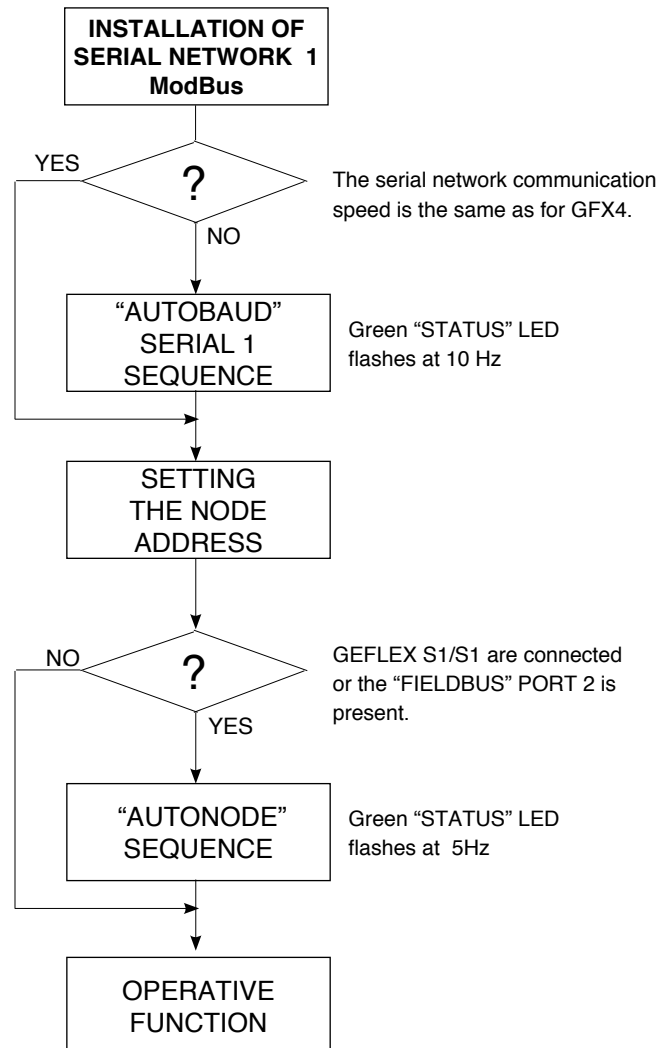 INSTALLATION OF
SERIAL NETWORK 1
ModBus
YES
?
The serial network communication
speed is the same as for GFX4.
NO
“AUTOBAUD”
SERIAL 1
SEQUENCE
Green “STATUS” LED
flashes at 10 Hz
SETTING
THE NODE
ADDRESS
NO
?
GEFLEX S1/S1 are connected
or the “FIELDBUS” PORT 2 is
present.
YES
“AUTONODE”
SEQUENCE
Green “STATUS” LED
flashes at 5Hz
OPERATIVE
FUNCTION